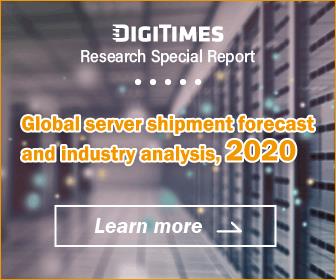 DIGITIMES
Research Special Report
Global server shipment forecast
and industry analysis, 2020
Learn more